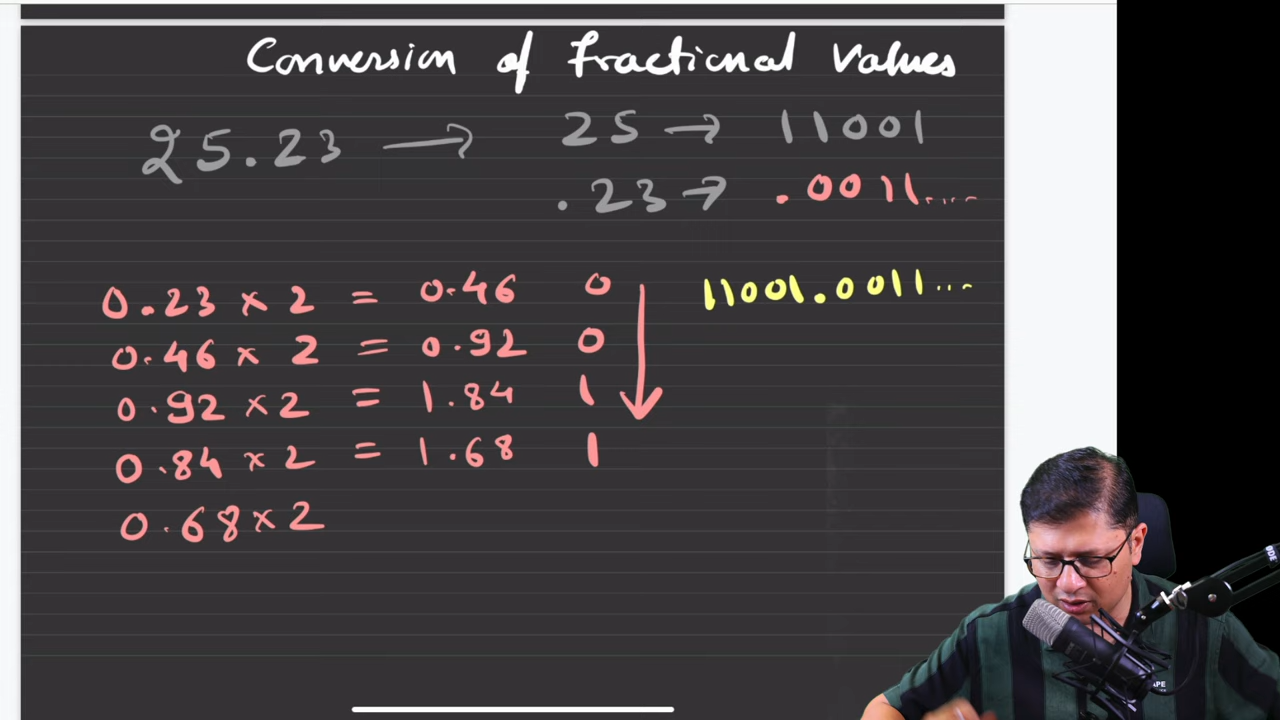 Conversion of fractional values
25.23 → 25 → 11001
.23 → .0011....
0.23 × 2 = 0.46 0
11001.0011...
0.46 × 2 = 0.92 0
0.92 × 2 = 1.84 1
0.84 × 2 = 1.68 1
0.68 × 2